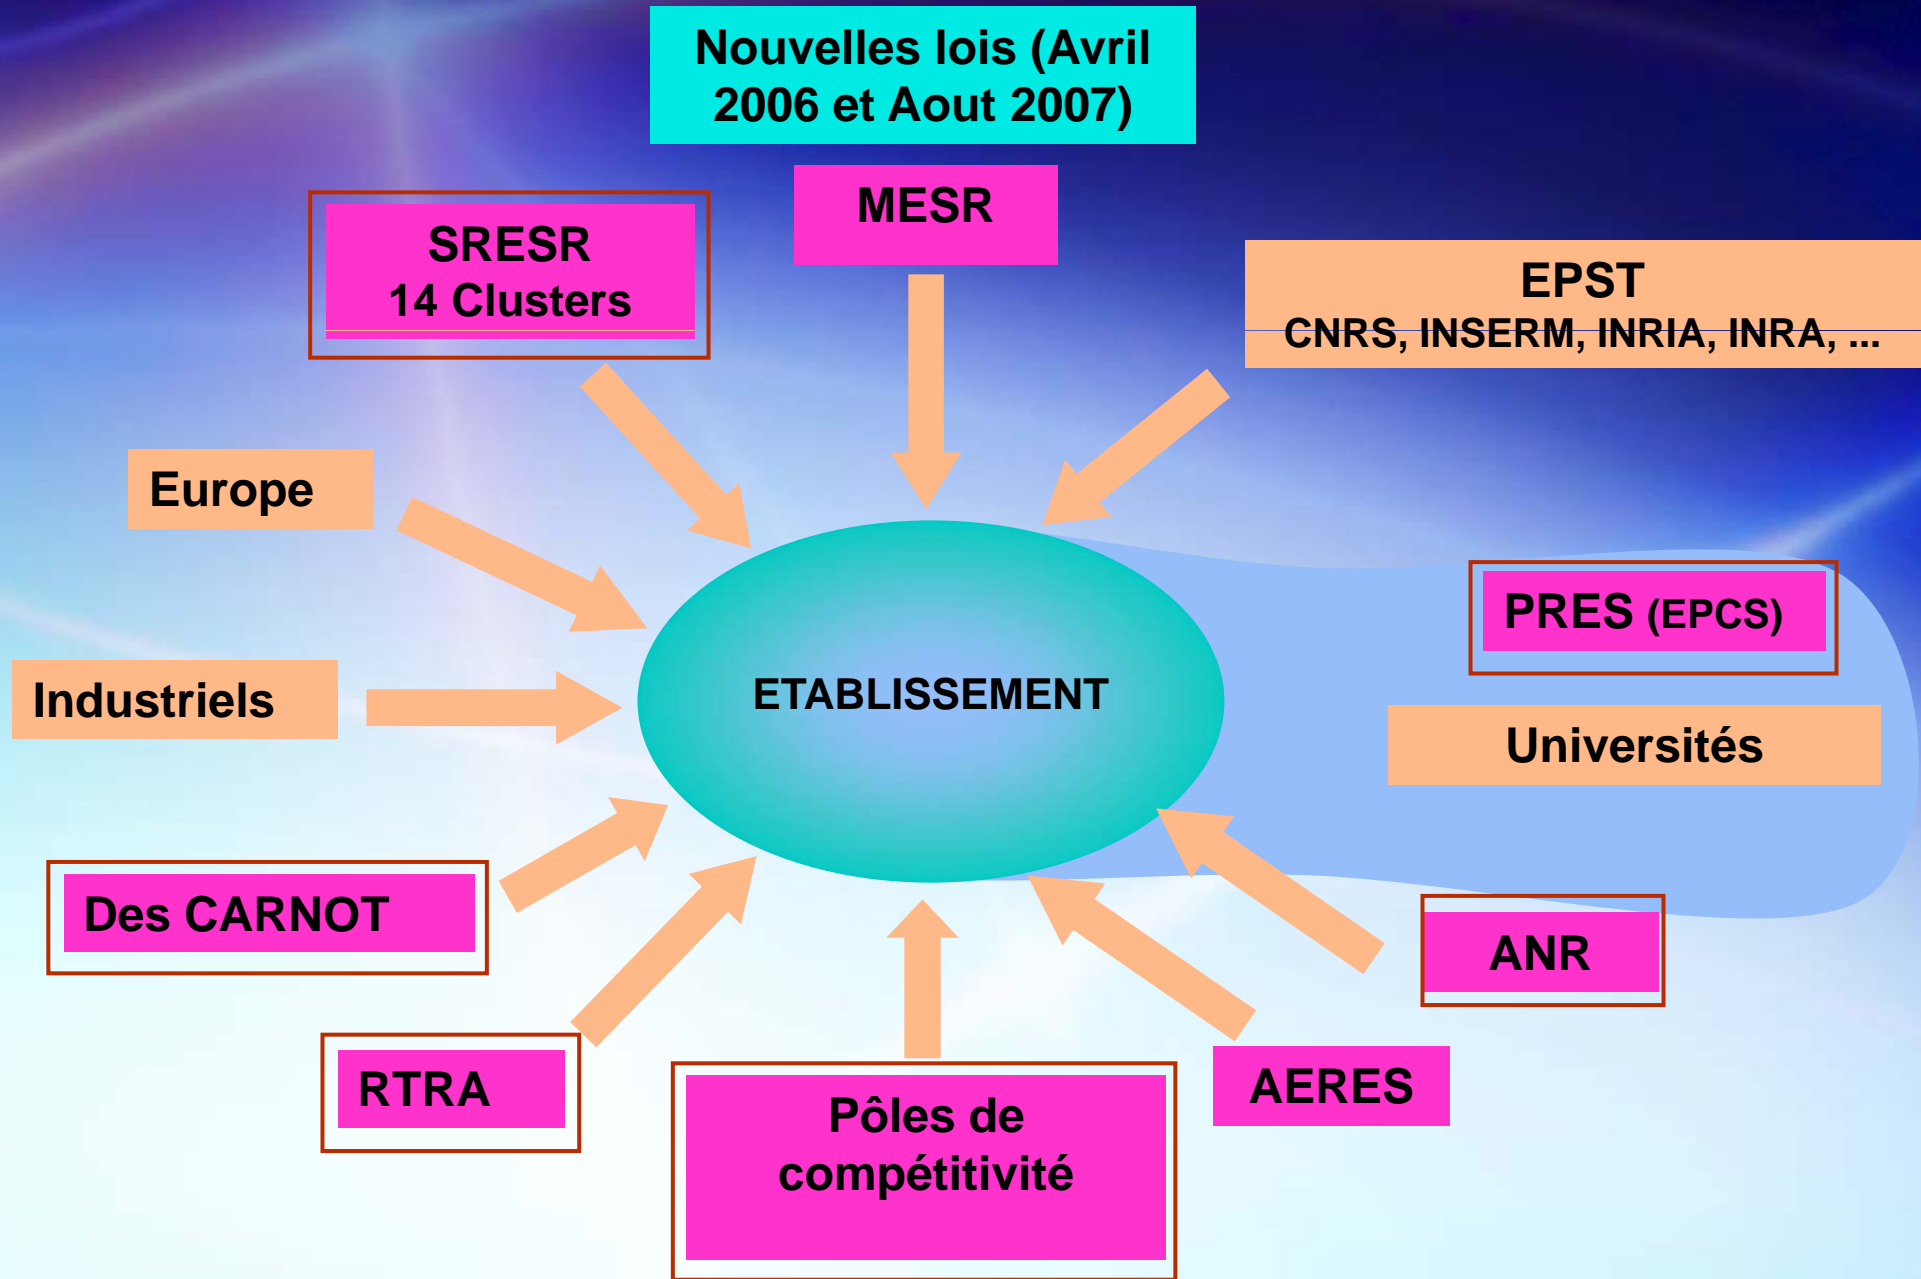 Nouvelles lois (Avril
2006 et Aout 2007)
MESR
SRESR
14 Clusters
EPST
CNRS, INSERM, INRIA, INRA, ...
Europe
PRES (EPCS)
Industriels
ETABLISSEMENT
Universités
Des CARNOT
ANR
RTRA
Pôles de
compétitivité
AERES